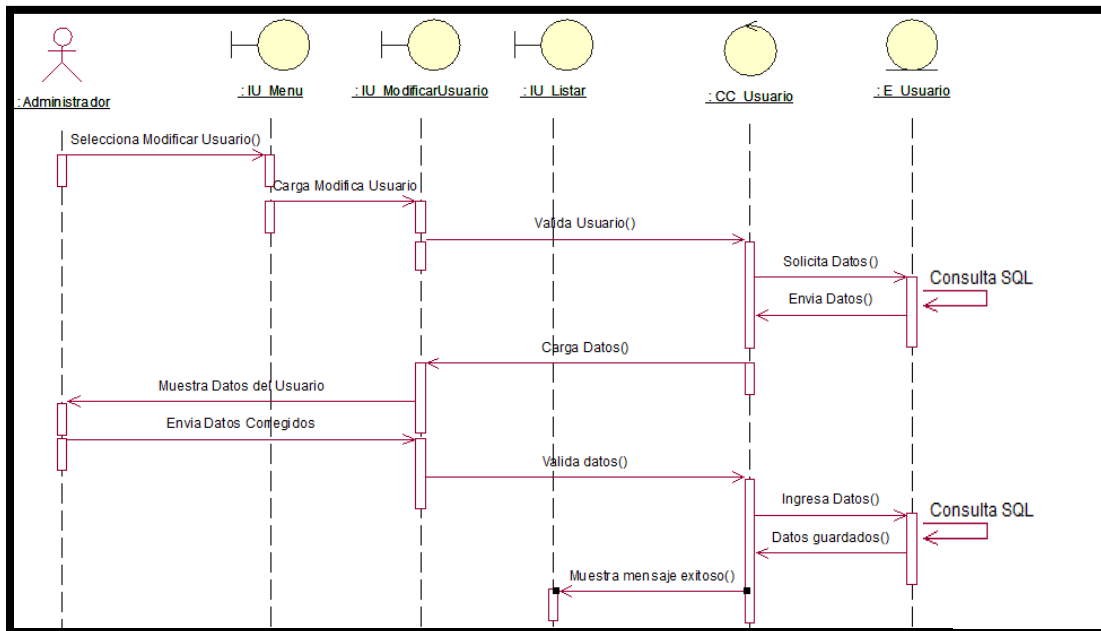 : Administrador
: IU_Menu
: IU_ModificarUsuario
: IU_Listar
: CC_Usuario
: E_Usuario
Selecciona Modificar Usuario()
Carga Modifica Usuario
Valida Usuario()
Solicita Datos()
Consulta SQL
Envia Datos()
Carga Datos()
Muestra Datos del Usuario
Envia Datos Corregidos
Valida datos()
Ingresa Datos()
Consulta SQL
Datos guardados()
Muestra mensaje exitoso()